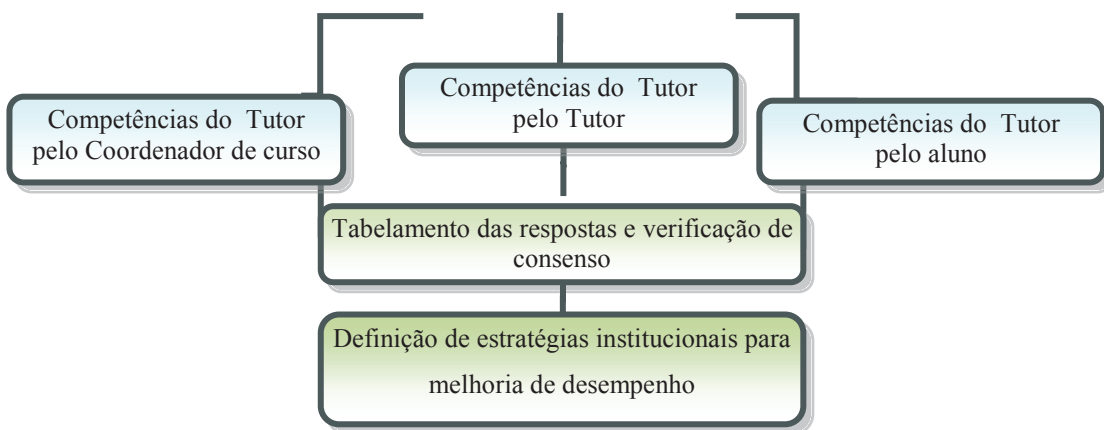 Competências do Tutor
pelo Coordenador de curso
Competências do Tutor
pelo Tutor
Competências do Tutor
pelo aluno
Tabelamento das respostas e verificação de
consenso
Definição de estratégias institucionais para
melhoria de desempenho